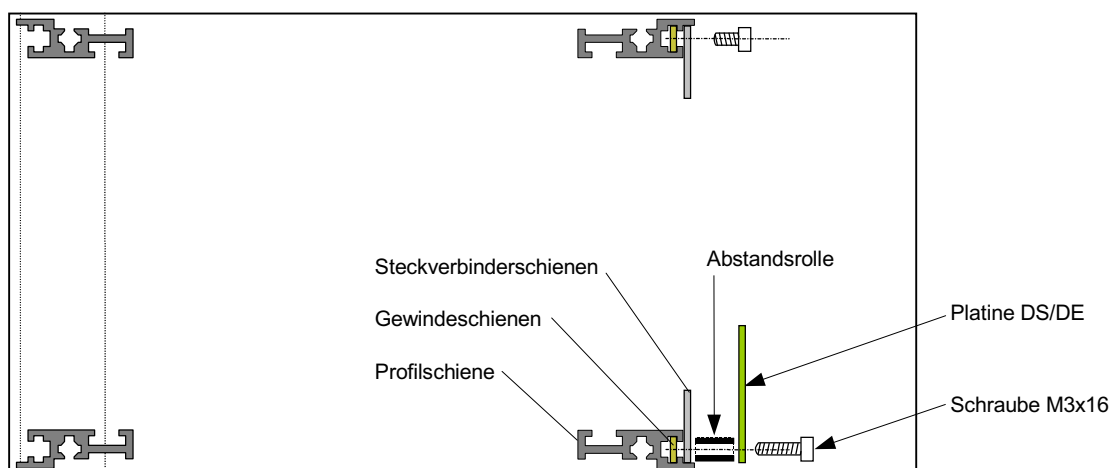 Steckverbinderschienen
Abstandsrolle
Gewindeschienen
Platine DS/DE
Profilschiene
Schraube M3x16